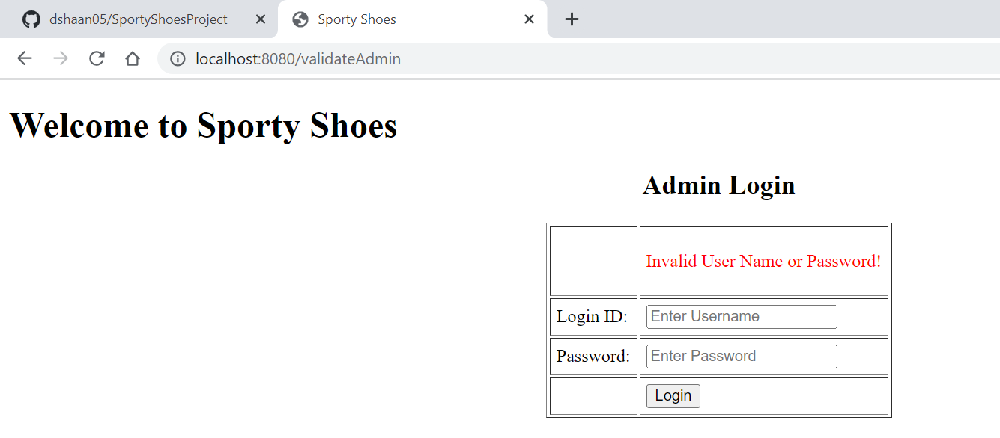 dshaan05/SportyShoesProject
Sporty Shoes
localhost:8080/validateAdmin
Welcome to Sporty Shoes
Admin Login
Invalid User Name or Password!
Login ID: Enter Username
Password: Enter Password
Login